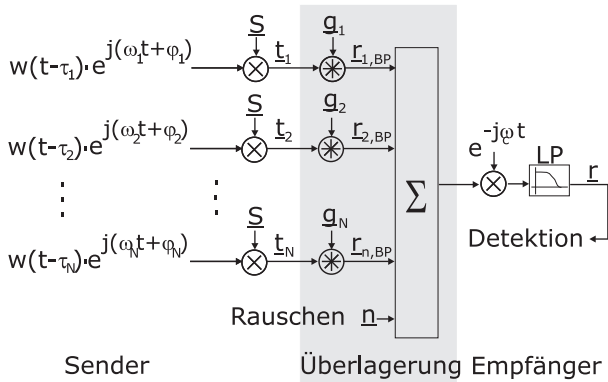 w(t-τ₁)·e^j(ω₁t+φ₁) S t₁ g₁ r₁,BP
w(t-τ₂)·e^j(ω₂t+φ₂) S t₂ g₂ r₂,BP
w(t-τN)·e^j(ωNt+φN) S tN gN rn,BP
Σ
e^-jωct
LP
r
Detektion
Rauschen n
Sender Überlagerung Empfänger